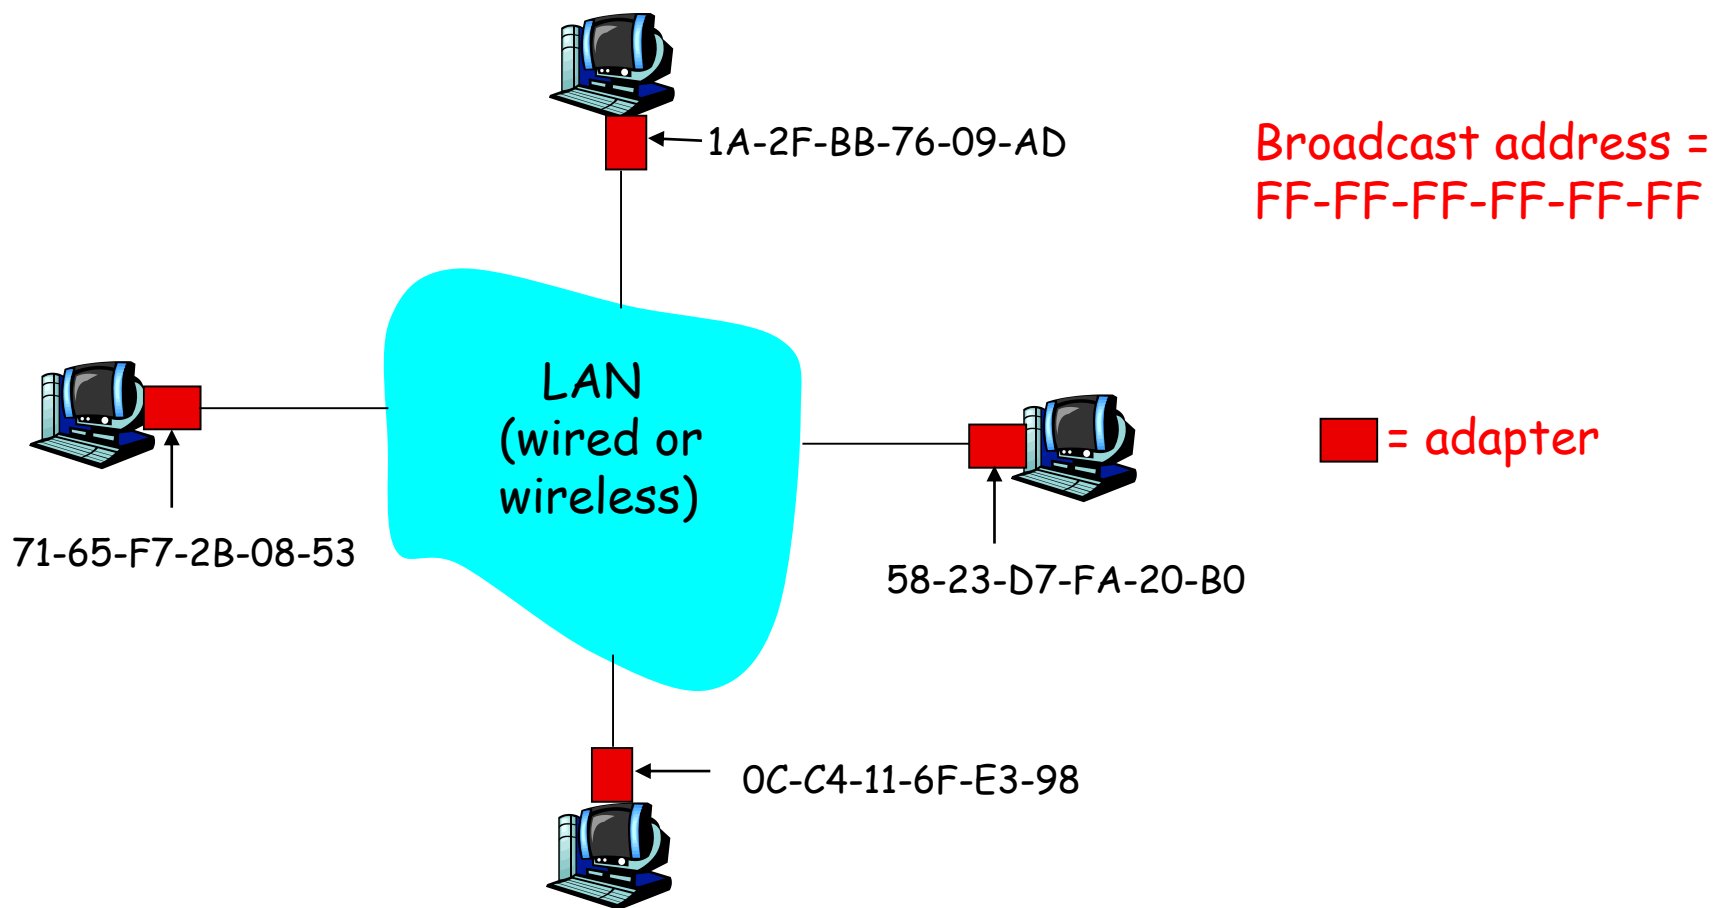 1A-2F-BB-76-09-AD
Broadcast address =
FF-FF-FF-FF-FF-FF
LAN
(wired or
wireless)
= adapter
71-65-F7-2B-08-53
58-23-D7-FA-20-B0
0C-C4-11-6F-E3-98